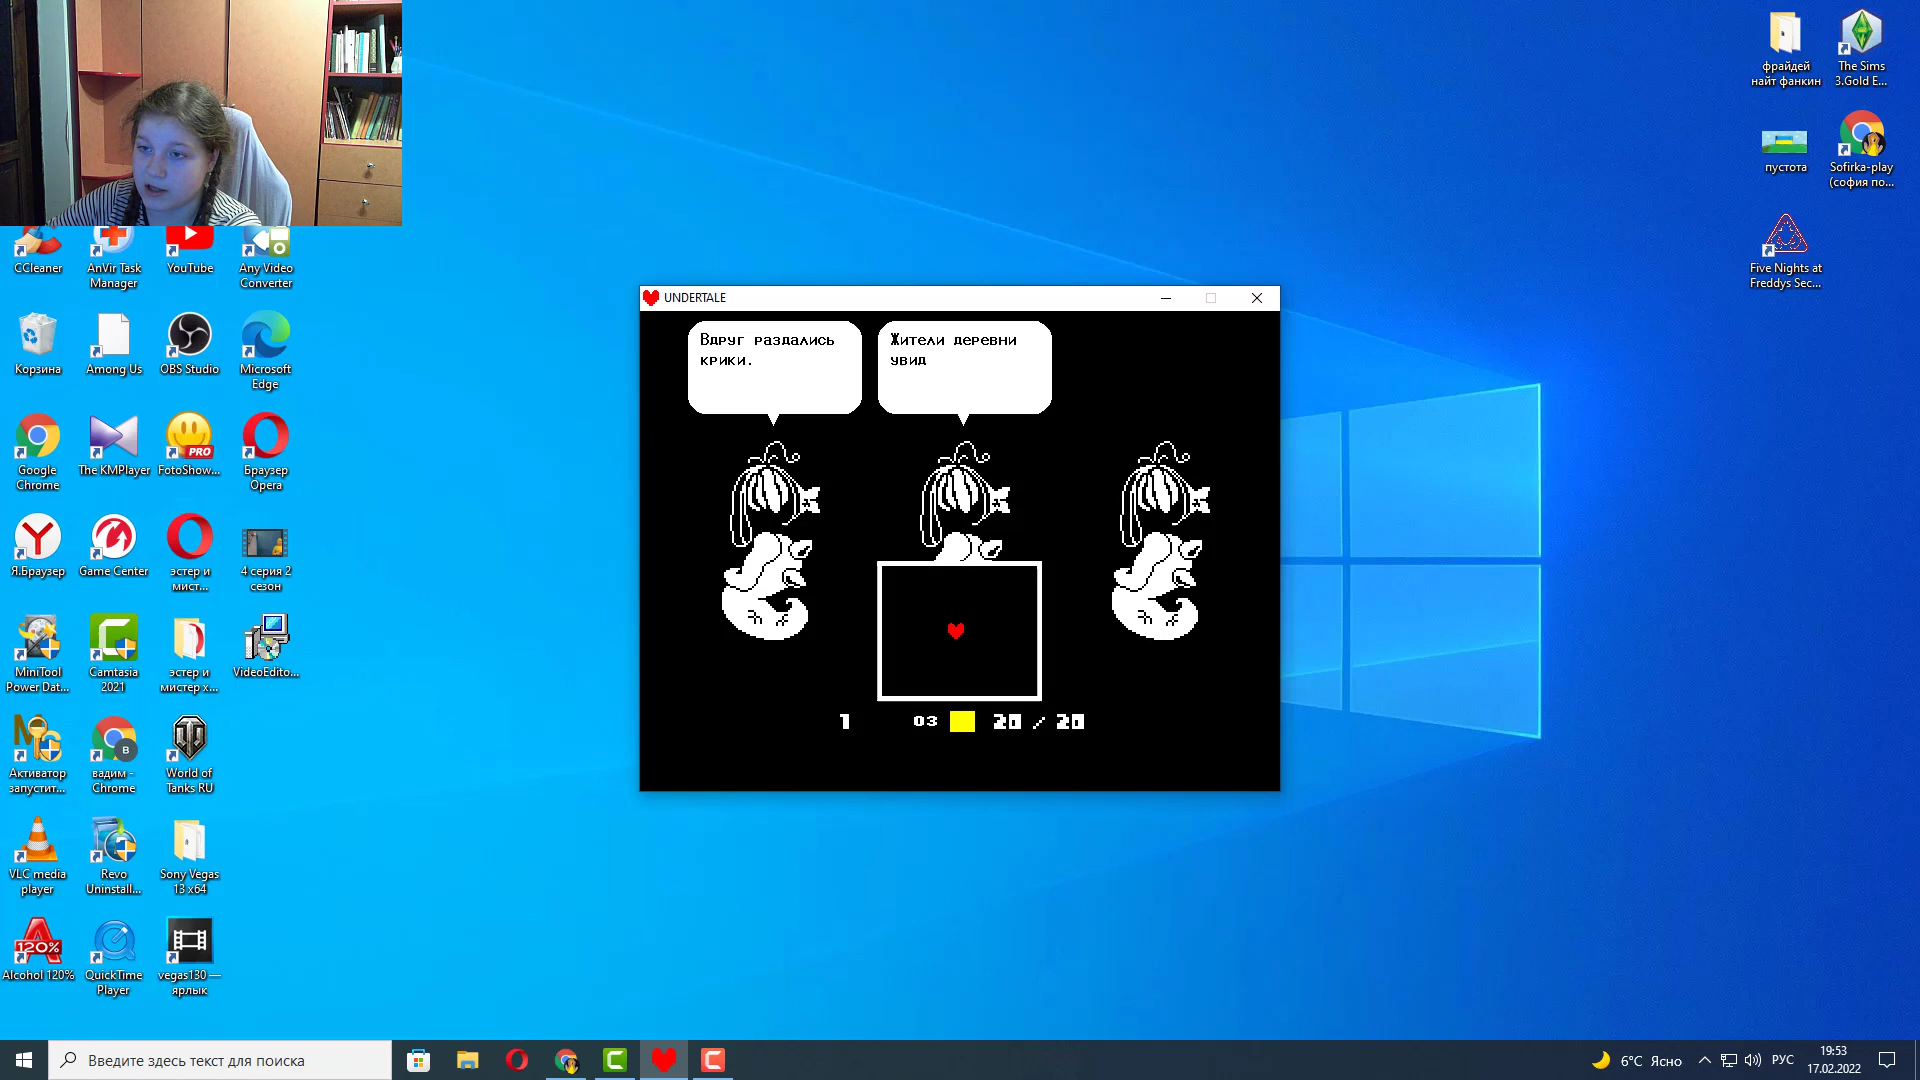 фрайдей
найт фанкин
The Sims
3.Gold E...
пустота
Sofirka-play
(софия по...
Five Nights at
Freddys Sec...
CCleaner
AnVir Task
Manager
YouTube
Any Video
Converter
Корзина
Among Us
OBS Studio
Microsoft
Edge
Google
Chrome
The KMPlayer
PRO
FotoShow...
Браузер
Opera
Я.Браузер
Game Center
эстер и
мист...
4 серия 2
сезон
MiniTool
Power Dat...
Camtasia
2021
эстер и
мистер х...
VideoEdito...
Активатор
запустит...
B
вадим -
Chrome
World of
Tanks RU
VLC media
player
Revo
Uninstall...
Sony Vegas
13 x64
120%
Alcohol 120%
QuickTime
Player
vegas130 —
ярлык
UNDERTALE
Вдруг раздались
крики.
Жители деревни
увид
1 03 20 / 20
Введите здесь текст для поиска
6°C Ясно
РУС
19:53
17.02.2022